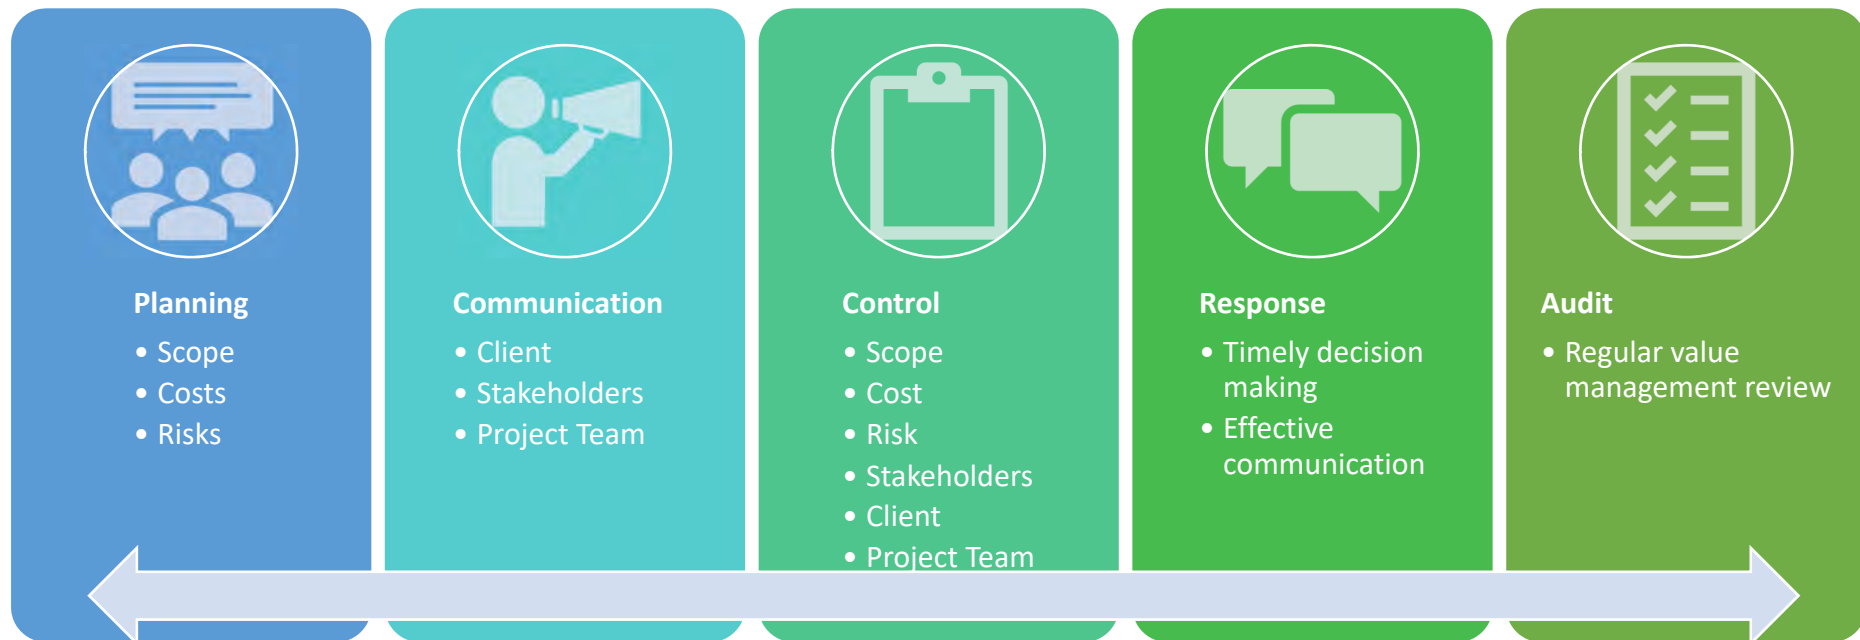 Planning
• Scope
• Costs
• Risks
Communication
• Client
• Stakeholders
• Project Team
Control
• Scope
• Cost
• Risk
• Stakeholders
• Client
• Project Team
Response
• Timely decision
making
• Effective
communication
Audit
• Regular value
management review